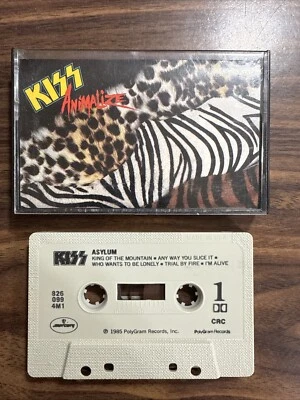 KISS
ANIMALIZE
KISS
ASYLUM
KING OF THE MOUNTAIN • ANY WAY YOU SLICE IT •
WHO WANTS TO BE LONELY • TRIAL BY FIRE • I'M ALIVE
826
099
4M1
1
DD
CRC
mercury
℗ 1985 PolyGram Records, Inc.
PolyGram Records